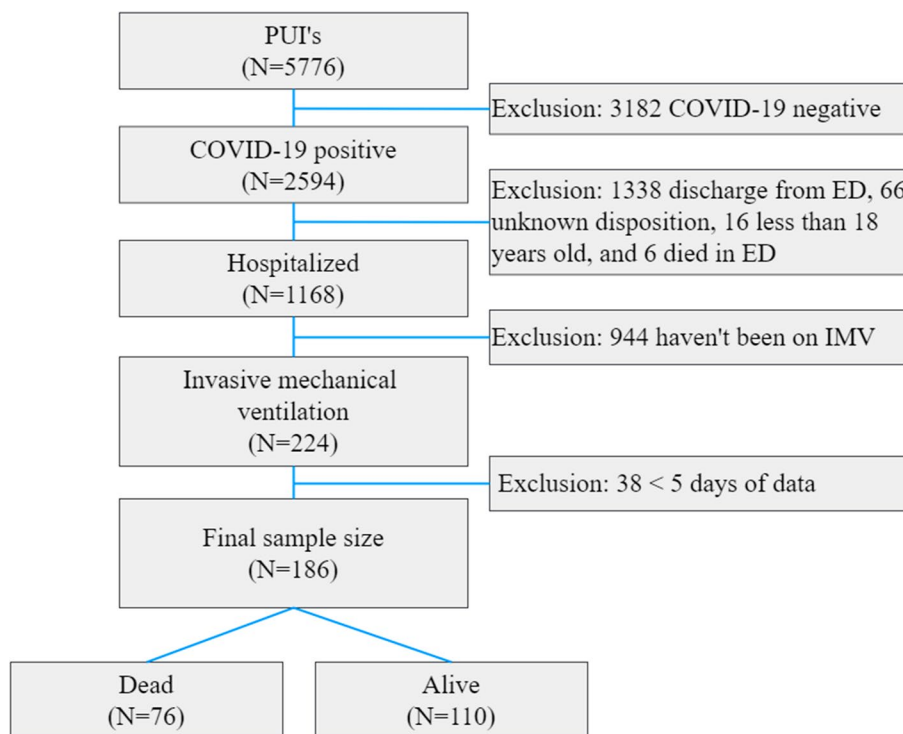 PUI's
(N=5776)
Exclusion: 3182 COVID-19 negative
COVID-19 positive
(N=2594)
Exclusion: 1338 discharge from ED, 66
unknown disposition, 16 less than 18
years old, and 6 died in ED
Hospitalized
(N=1168)
Exclusion: 944 haven't been on IMV
Invasive mechanical
ventilation
(N=224)
Exclusion: 38 < 5 days of data
Final sample size
(N=186)
Dead
(N=76)
Alive
(N=110)